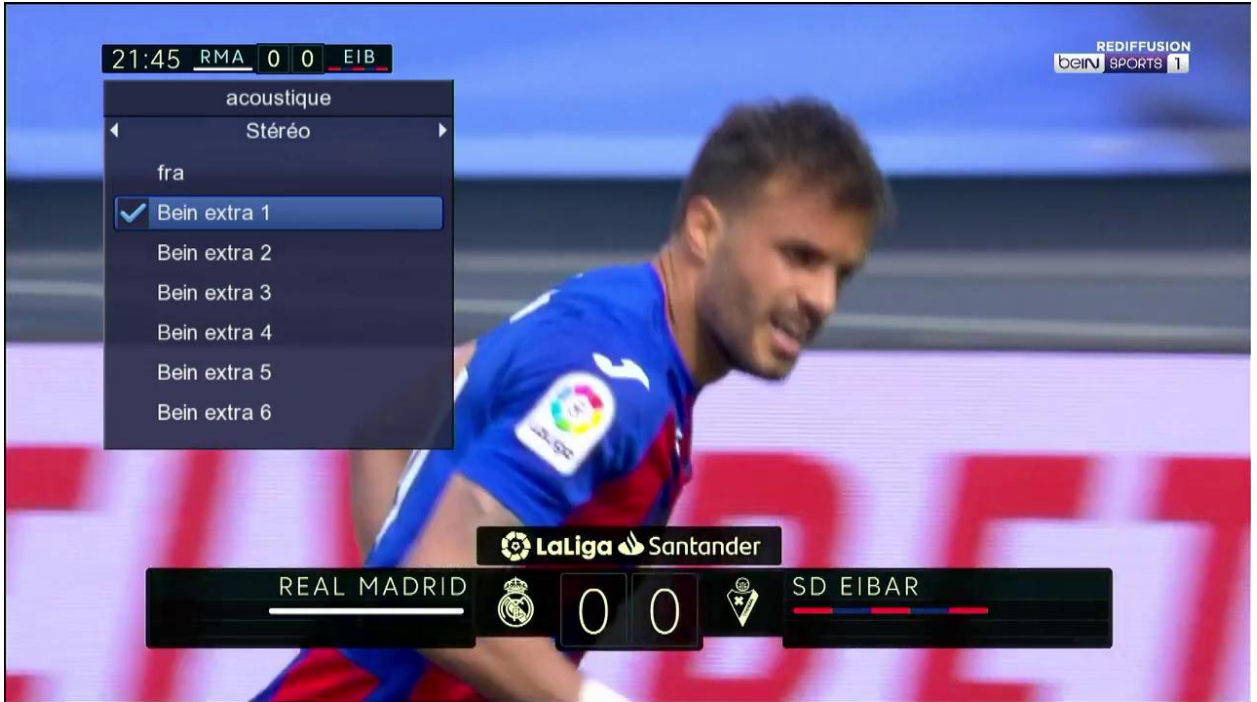 21:45 RMA 0 0 EIB
REDIFFUSION
beIN SPORTS 1
acoustique
Stéréo
fra
Bein extra 1
Bein extra 2
Bein extra 3
Bein extra 4
Bein extra 5
Bein extra 6
LaLiga
BET
LaLiga Santander
REAL MADRID 0 0 SD EIBAR